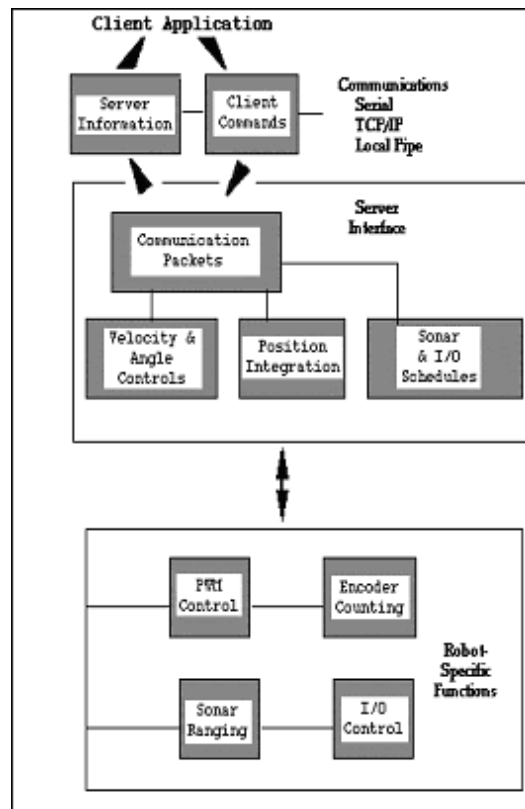 Client Application
Server
Information
Client
Commands
Communications
Serial
TCP/IP
Local Pipe
Server
Interface
Communication
Packets
Velocity &
Angle
Controls
Position
Integration
Sonar
& I/O
Schedules
PWM
Control
Encoder
Counting
Robot-
Specific
Functions
Sonar
Ranging
I/O
Control